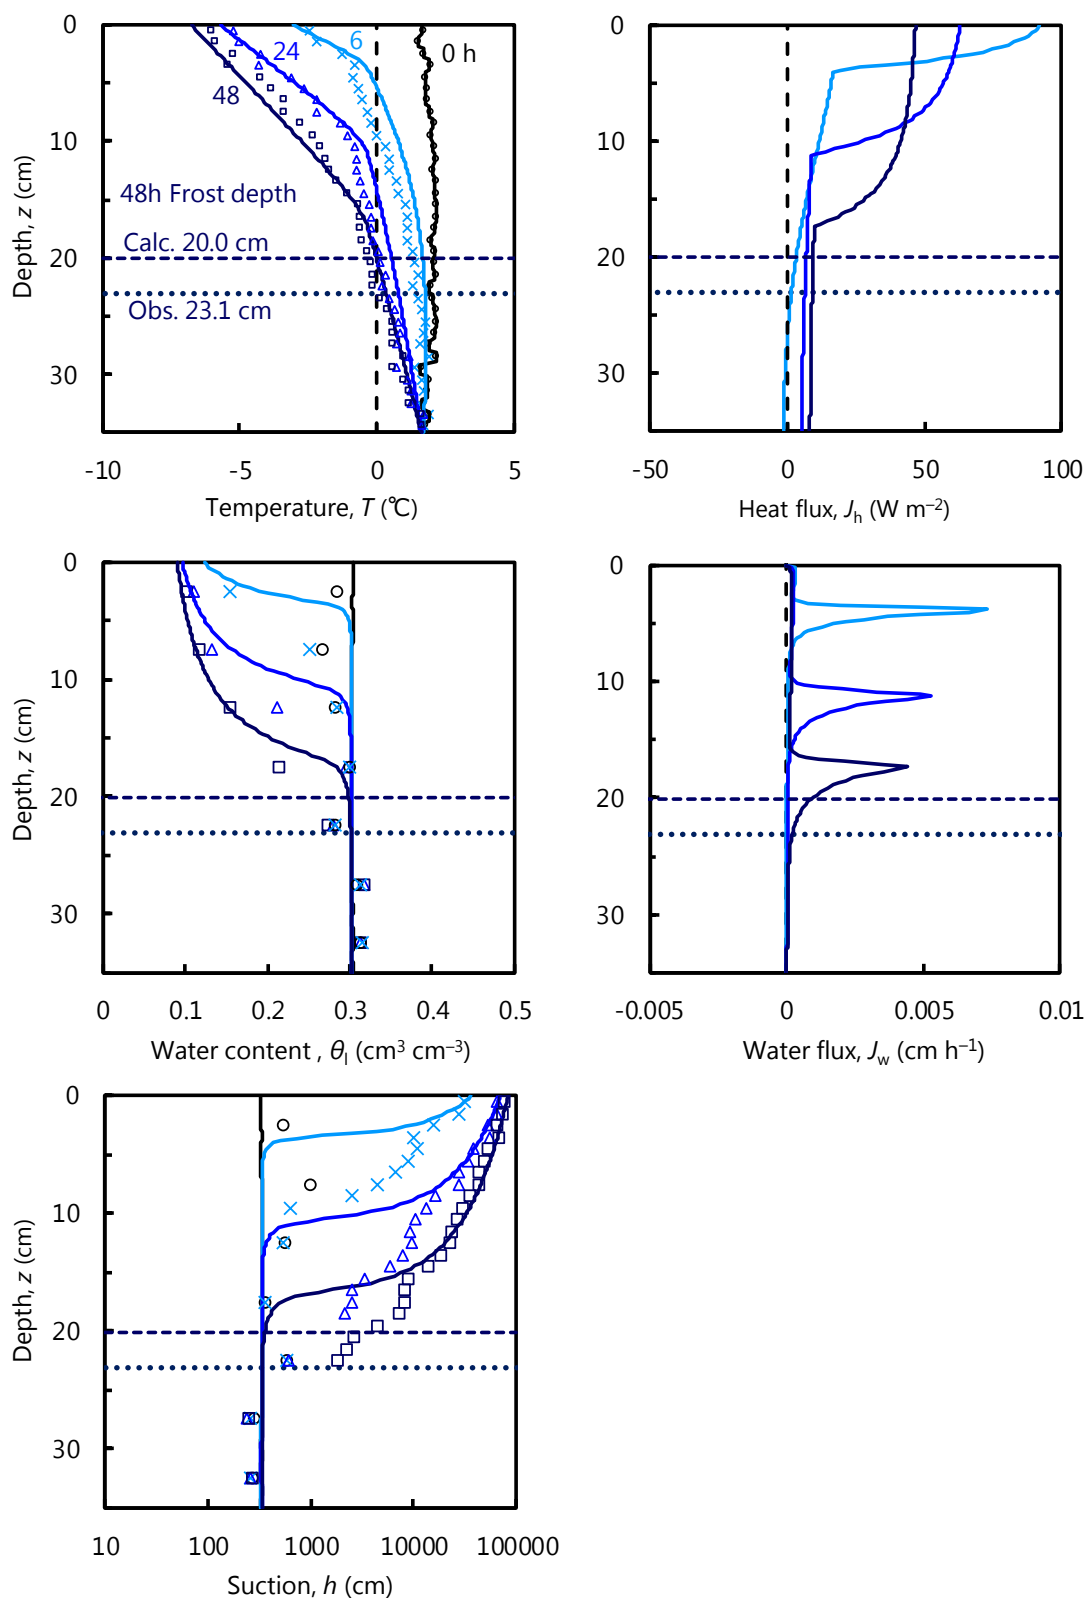 0
10
20
30
Depth, z (cm)
0 h
6
24
48
48h Frost depth
Calc. 20.0 cm
Obs. 23.1 cm
-10 -5 0 5
Temperature, T (℃)
0
10
20
30
-50 0 50 100
Heat flux, Jh (W m–2)
0
10
20
30
Depth, z (cm)
0 0.1 0.2 0.3 0.4 0.5
Water content , θl (cm3 cm–3)
0
10
20
30
-0.005 0 0.005 0.01
Water flux, Jw (cm h–1)
0
10
20
30
Depth, z (cm)
10 100 1000 10000 100000
Suction, h (cm)